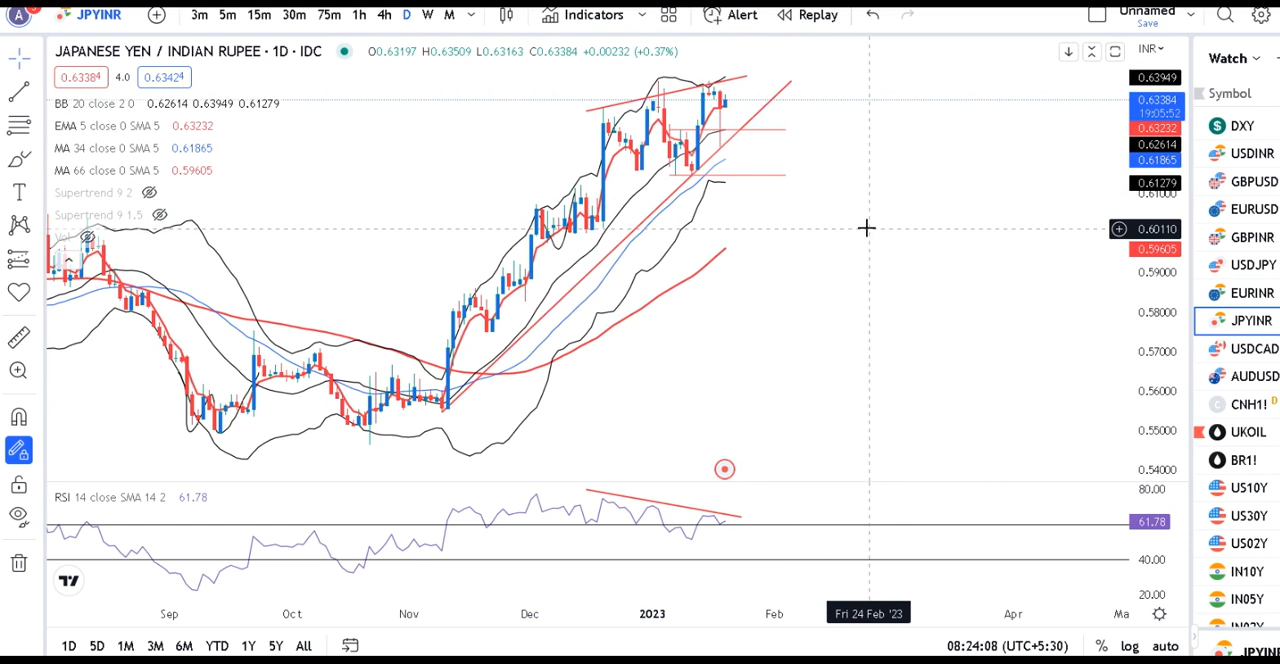 A JPYINR 3m 5m 15m 30m 75m 1h 4h D W M Indicators Alert Replay Unnamed
Save
JAPANESE YEN / INDIAN RUPEE · 1D · IDC O0.63197 H0.63509 L0.63163 C0.63384 +0.00232 (+0.37%)
INR
Watch
0.63384 4.0 0.63424
0.63949
BB 20 close 2 0 0.62614 0.63949 0.61279
0.63384
Symbol
19:05:52
EMA 5 close 0 SMA 5 0.63232
0.63232
$ DXY
MA 34 close 0 SMA 5 0.61865
0.62614
USDINR
MA 66 close 0 SMA 5 0.59605
0.61865
GBPUSD
Supertrend 9 2
0.61279
0.61000
EURUSD
Supertrend 9 1.5
0.60110
GBPINR
0.59605
USDJPY
0.59000
EURINR
0.58000
JPYINR
0.57000
USDCAD
AUDUSD
0.56000
C CNH1! D
0.55000
UKOIL
0.54000
BR1!
80.00
US10Y
RSI 14 close SMA 14 2 61.78
61.78
US30Y
US02Y
40.00
IN10Y
20.00
IN05Y
Sep Oct Nov Dec 2023 Feb Fri 24 Feb '23 Apr Ma
1D 5D 1M 3M 6M YTD 1Y 5Y All 08:24:08 (UTC+5:30) % log auto